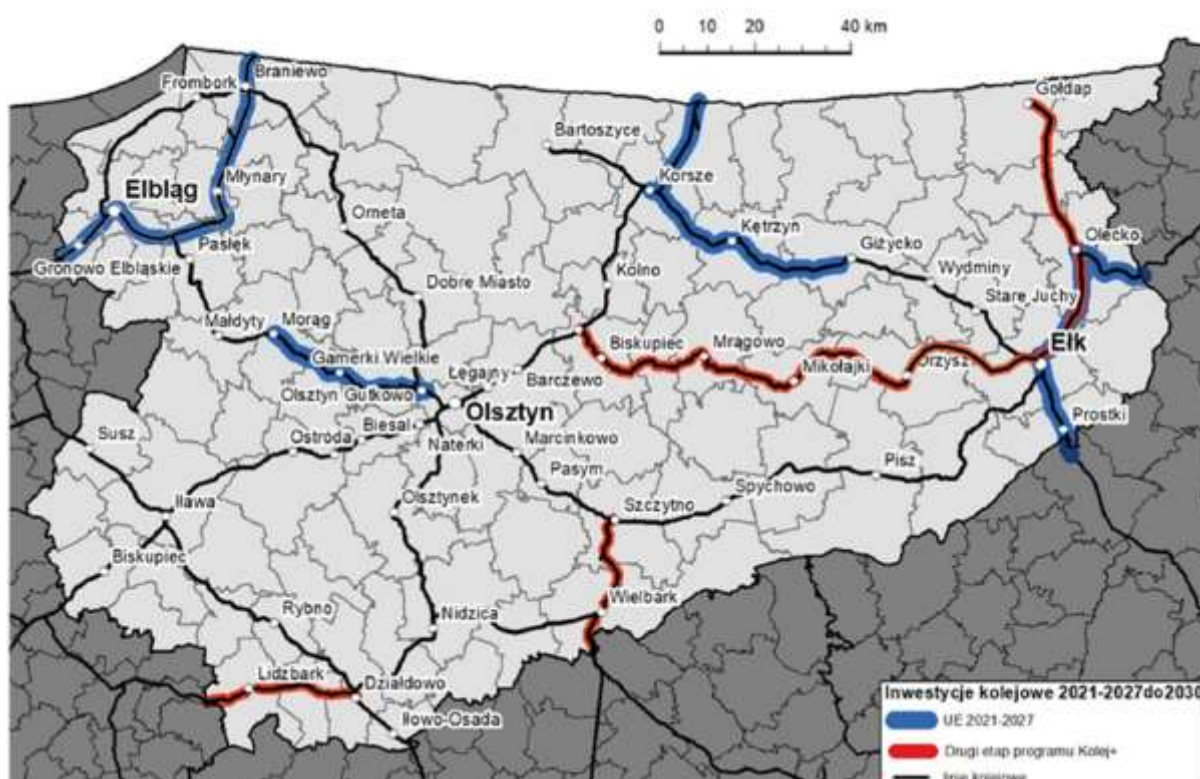 0 10 20 40 km
Braniewo
Frombork
Gołdap
Bartoszyce
Młynary
Korsze
Elbląg
Orneta
Kętrzyn
Giżycko
Olecko
Pasłęk
Gronowo Elbląskie
Kolno
Wydminy
Dobre Miasto
Stare Juchy
Małdyty
Morąg
Ełk
Gamerki Wielkie
Biskupiec
Mrągowo
Mikołajki
Orzysz
Łęgajny
Barczewo
Olsztyn Gutkowo
Olsztyn
Prostki
Biesal
Susz
Ostróda
Naterki
Marcinkowo
Pasym
Pisz
Spychowo
Olsztynek
Szczytno
Iława
Biskupiec
Wielbark
Rybno
Nidzica
Lidzbark
Działdowo
Iłowo-Osada
Inwestycje kolejowe 2021-2027do2030
UE 2021-2027
Drugi etap programu Kolej+
linie kolejowe